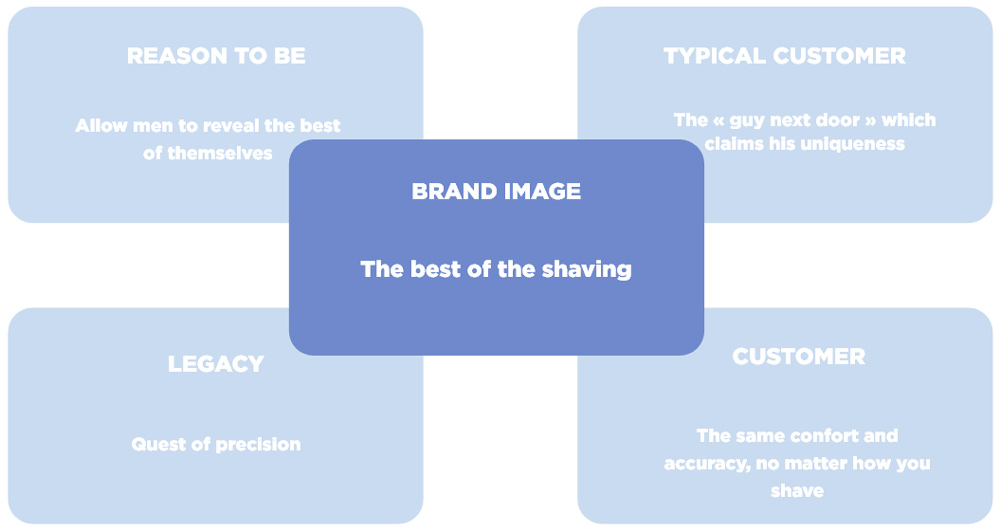 REASON TO BE
Allow men to reveal the best
of themselves
TYPICAL CUSTOMER
The « guy next door » which
claims his uniqueness
BRAND IMAGE
The best of the shaving
LEGACY
Quest of precision
CUSTOMER
The same confort and
accuracy, no matter how you
shave